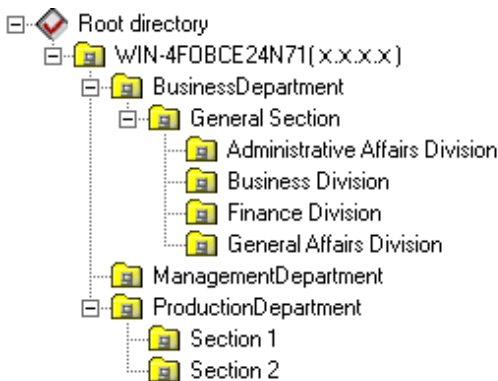 Root directory
WIN-4FOBCE24N71(x.x.x.x)
BusinessDepartment
General Section
Administrative Affairs Division
Business Division
Finance Division
General Affairs Division
ManagementDepartment
ProductionDepartment
Section 1
Section 2